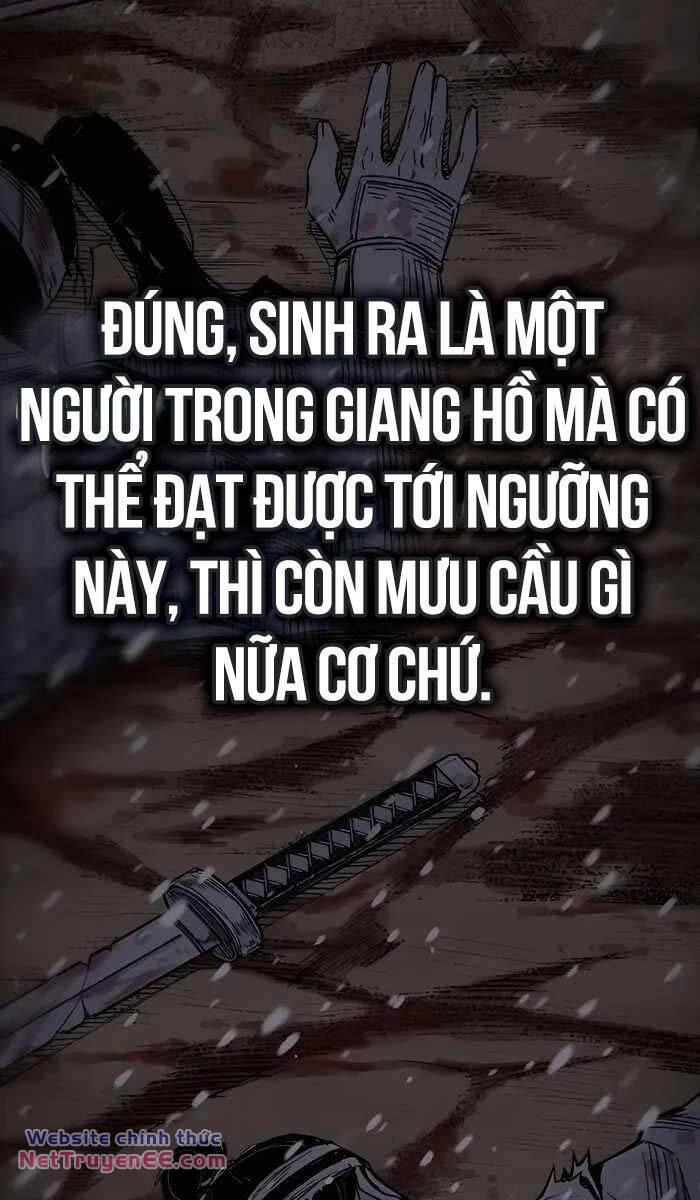 ĐÚNG, SINH RA LÀ MỘT
NGƯỜI TRONG GIANG HỒ MÀ CÓ
THỂ ĐẠT ĐƯỢC TỚI NGƯỠNG
NÀY, THÌ CÒN MƯU CẦU GÌ
NỮA CƠ CHỨ.
Website chính thức
NetTruyenEE.com